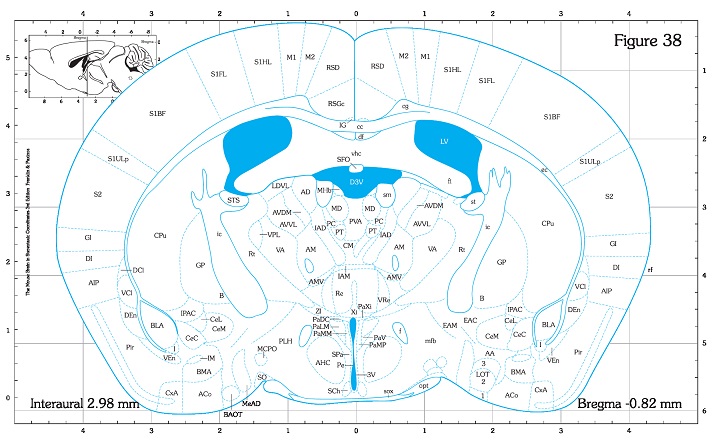 4 3 2 1 0 1 2 3 4
Figure 38
Bregma
Bregma
The Mouse Brain in Stereotaxic Coordinates 3rd Edition Franklin & Paxinos
5
4
3
2
1
0
1
2
3
4
5
6
S1HL M1 M2 RSD RSD M2 M1 S1HL
S1FL S1FL
RSGc cg
S1BF S1BF
IG cc
df
LV
vhc
SFO
S1ULp ec S1ULp
D3V ft
LDVL AD MHb sm
S2 STS st S2
MD MD
AVDM AVDM
AVVL PC PVA PC AVVL
IAD PT PT IAD
CPu ic VPL ic CPu
GI GI
VA AM CM AM VA
Rt Rt
DI DI
GP GP
DCl rf
IAM
AIP AMV AMV AIP
VCl VCl
B Re VRe B
DEn IPAC ZI Xi PaXi IPAC DEn
CeL PaDC EAC CeL
BLA CeM PaLM f EAM BLA
PaMM
CeC PLH PaV mfb CeM CeC
PaMP
Pir I MCPO SPa AA I Pir
VEn IM AHC Pe 3 VEn
BMA LOT BMA
SO 3V 2
CxA ACo SCh sox opt 1 ACo CxA
MeAD
BAOT
Interaural 2.98 mm
Bregma -0.82 mm
4 3 2 1 0 1 2 3 4